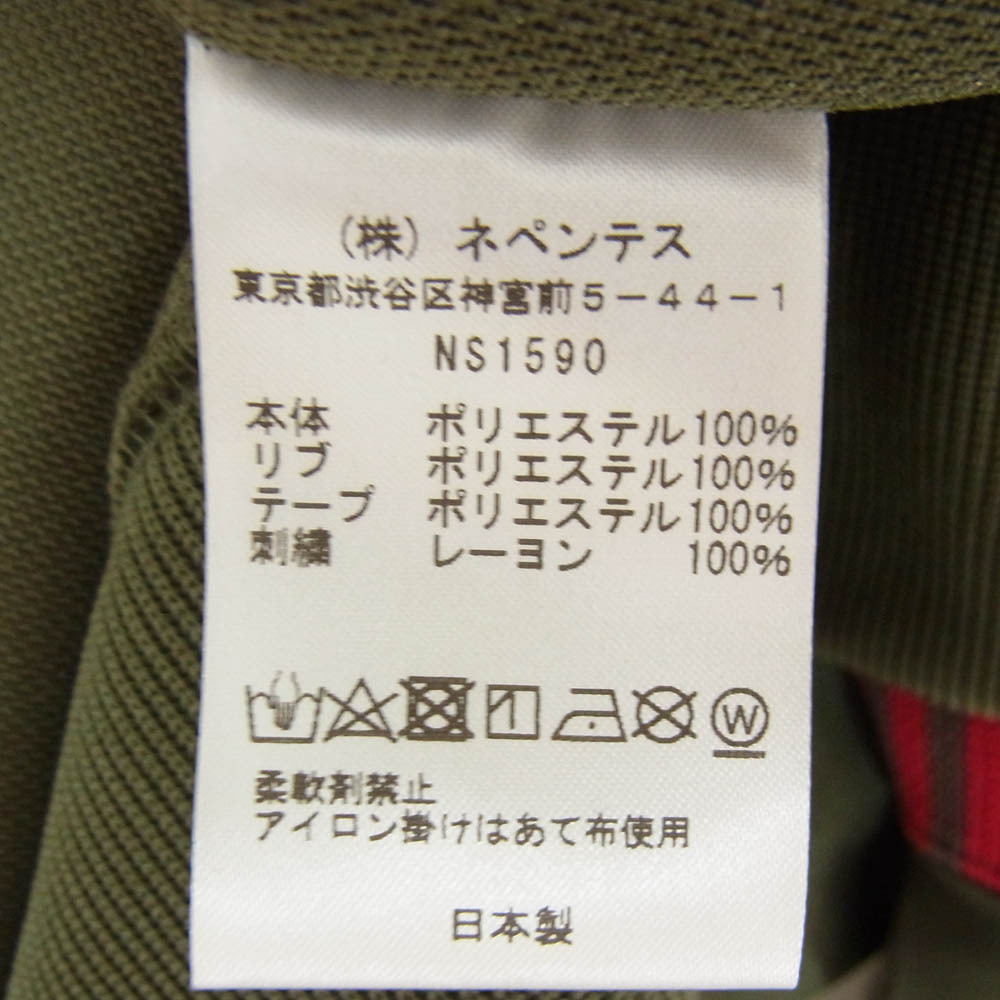 （株）ネペンテス
東京都渋谷区神宮前５－４４－１
NS1590
本体 ポリエステル100%
リブ ポリエステル100%
テープ ポリエステル100%
刺繍 レーヨン 100%
W
柔軟剤禁止
アイロン掛けはあて布使用
日本製